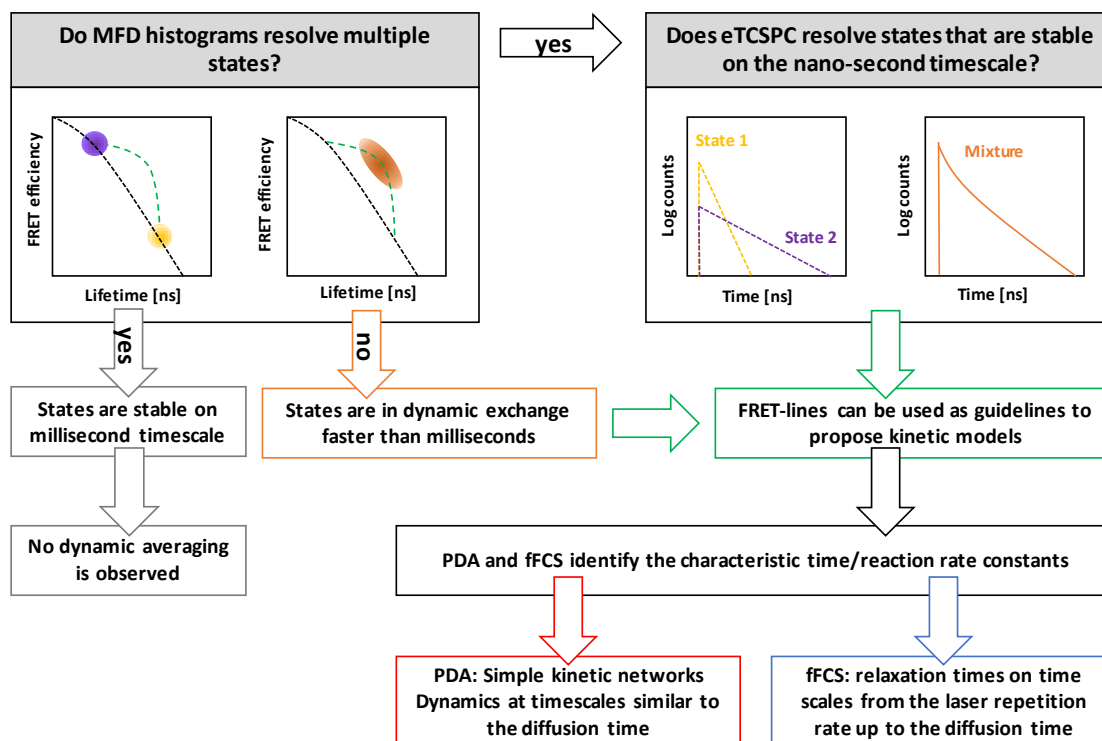 Do MFD histograms resolve multiple
states?
yes
Does eTCSPC resolve states that are stable
on the nano-second timescale?
FRET efficiency
Lifetime [ns]
FRET efficiency
Lifetime [ns]
Log counts
State 1
State 2
Time [ns]
Log counts
Mixture
Time [ns]
yes
no
States are stable on
millisecond timescale
States are in dynamic exchange
faster than milliseconds
FRET-lines can be used as guidelines to
propose kinetic models
No dynamic averaging
is observed
PDA and fFCS identify the characteristic time/reaction rate constants
PDA: Simple kinetic networks
Dynamics at timescales similar to
the diffusion time
fFCS: relaxation times on time
scales from the laser repetition
rate up to the diffusion time